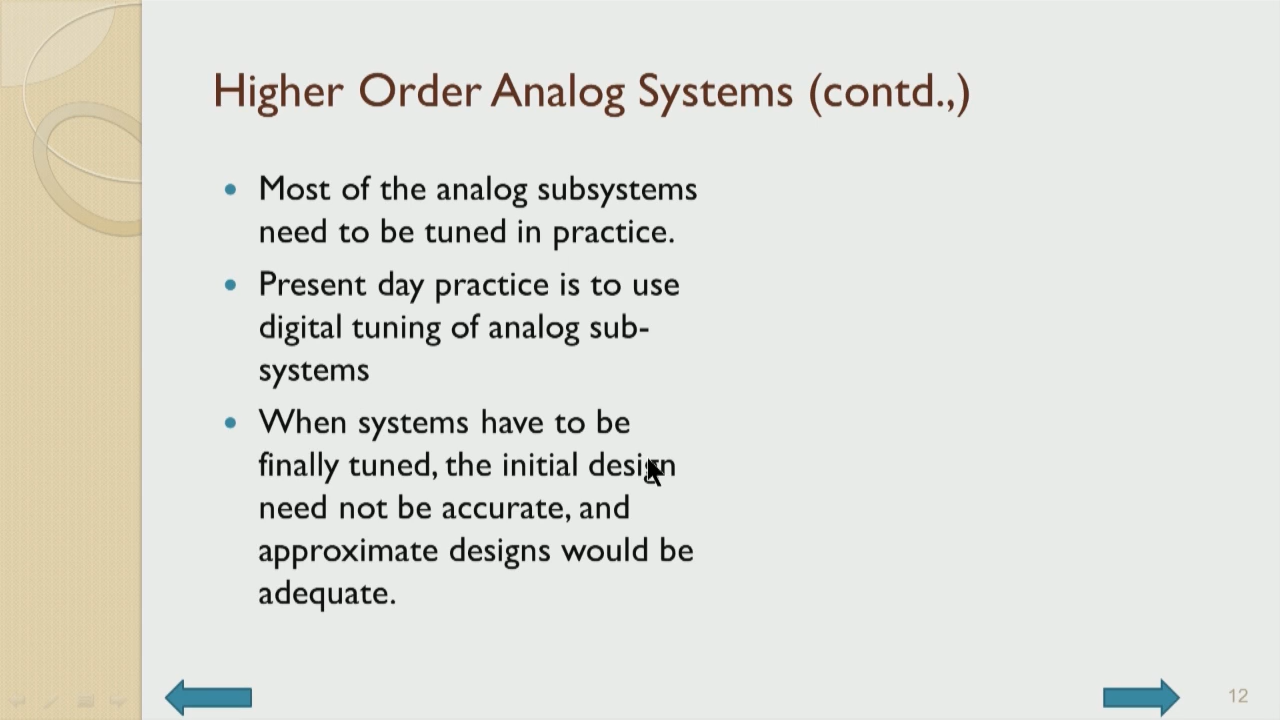 Higher Order Analog Systems (contd.,)
• Most of the analog subsystems
need to be tuned in practice.
• Present day practice is to use
digital tuning of analog sub-
systems
• When systems have to be
finally tuned, the initial design
need not be accurate, and
approximate designs would be
adequate.
12